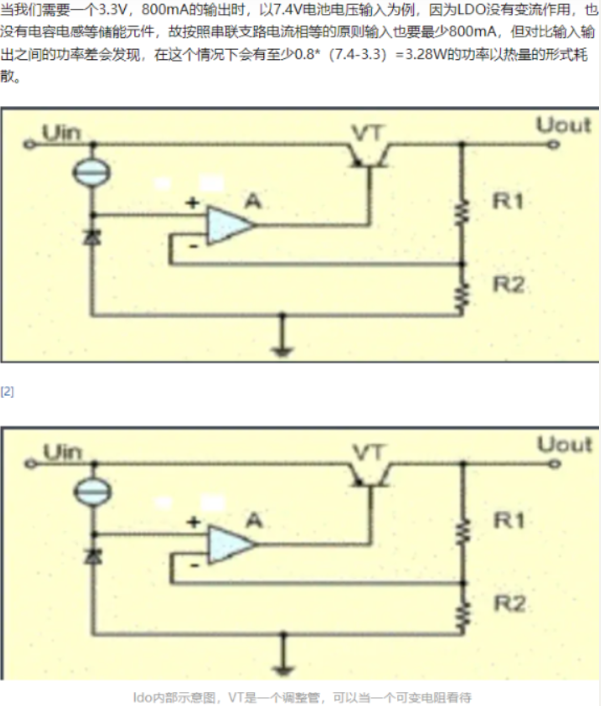 当我们需要一个3.3V，800mA的输出时，以7.4V电池电压输入为例，因为LDO没有变流作用，也
没有电容电感等储能元件，故按照串联支路电流相等的原则输入也要最少800mA，但对比输入输
出之间的功率差会发现，在这个情况下会有至少0.8*（7.4-3.3）=3.28W的功率以热量的形式耗
散。
Uin
VT
Uout
+
A
R1
-
R2
[2]
Uin
VT
Uout
+
A
R1
-
R2
ldo内部示意图，VT是一个调整管，可以当一个可变电阻看待